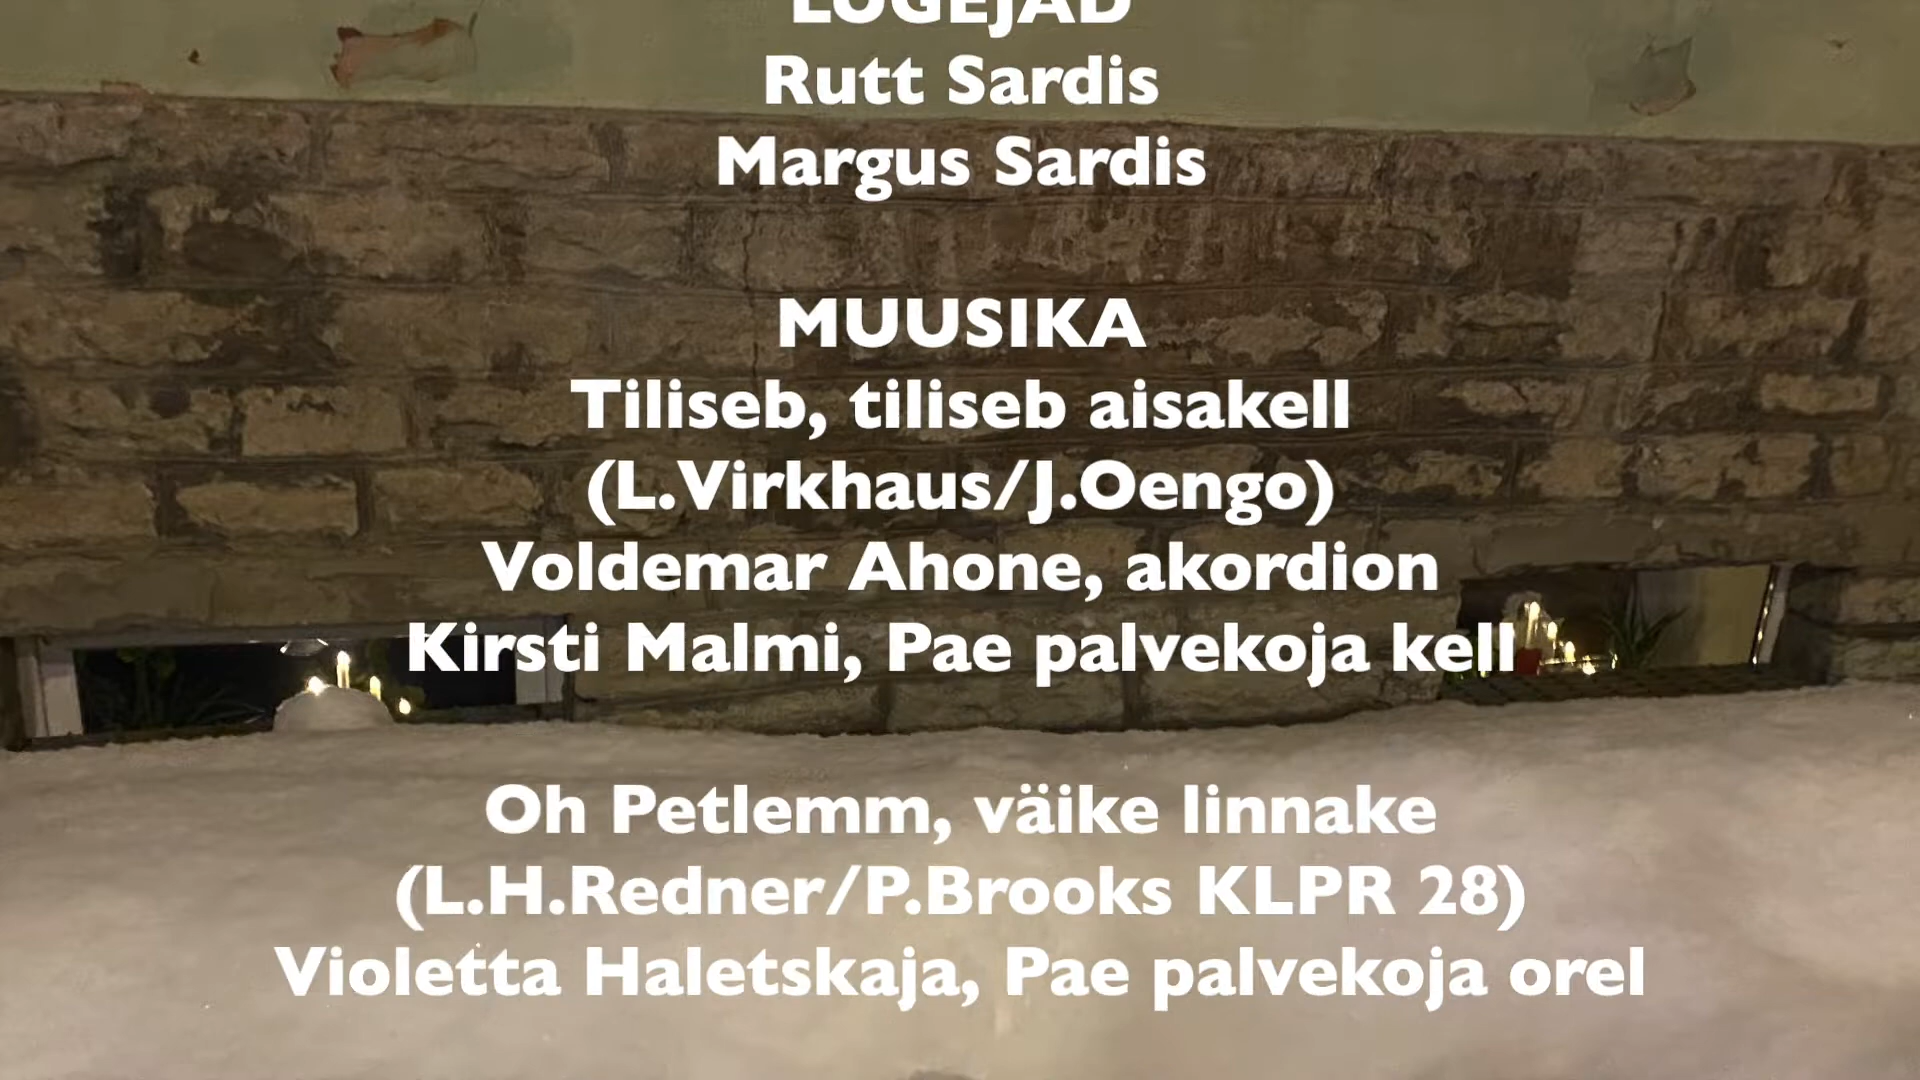 LUGEJAD
Rutt Sardis
Margus Sardis
MUUSIKA
Tiliseb, tiliseb aisakell
(L.Virkhaus/J.Oengo)
Voldemar Ahone, akordion
Kirsti Malmi, Pae palvekoja kell
Oh Petlemm, väike linnake
(L.H.Redner/P.Brooks KLPR 28)
Violetta Haletskaja, Pae palvekoja orel